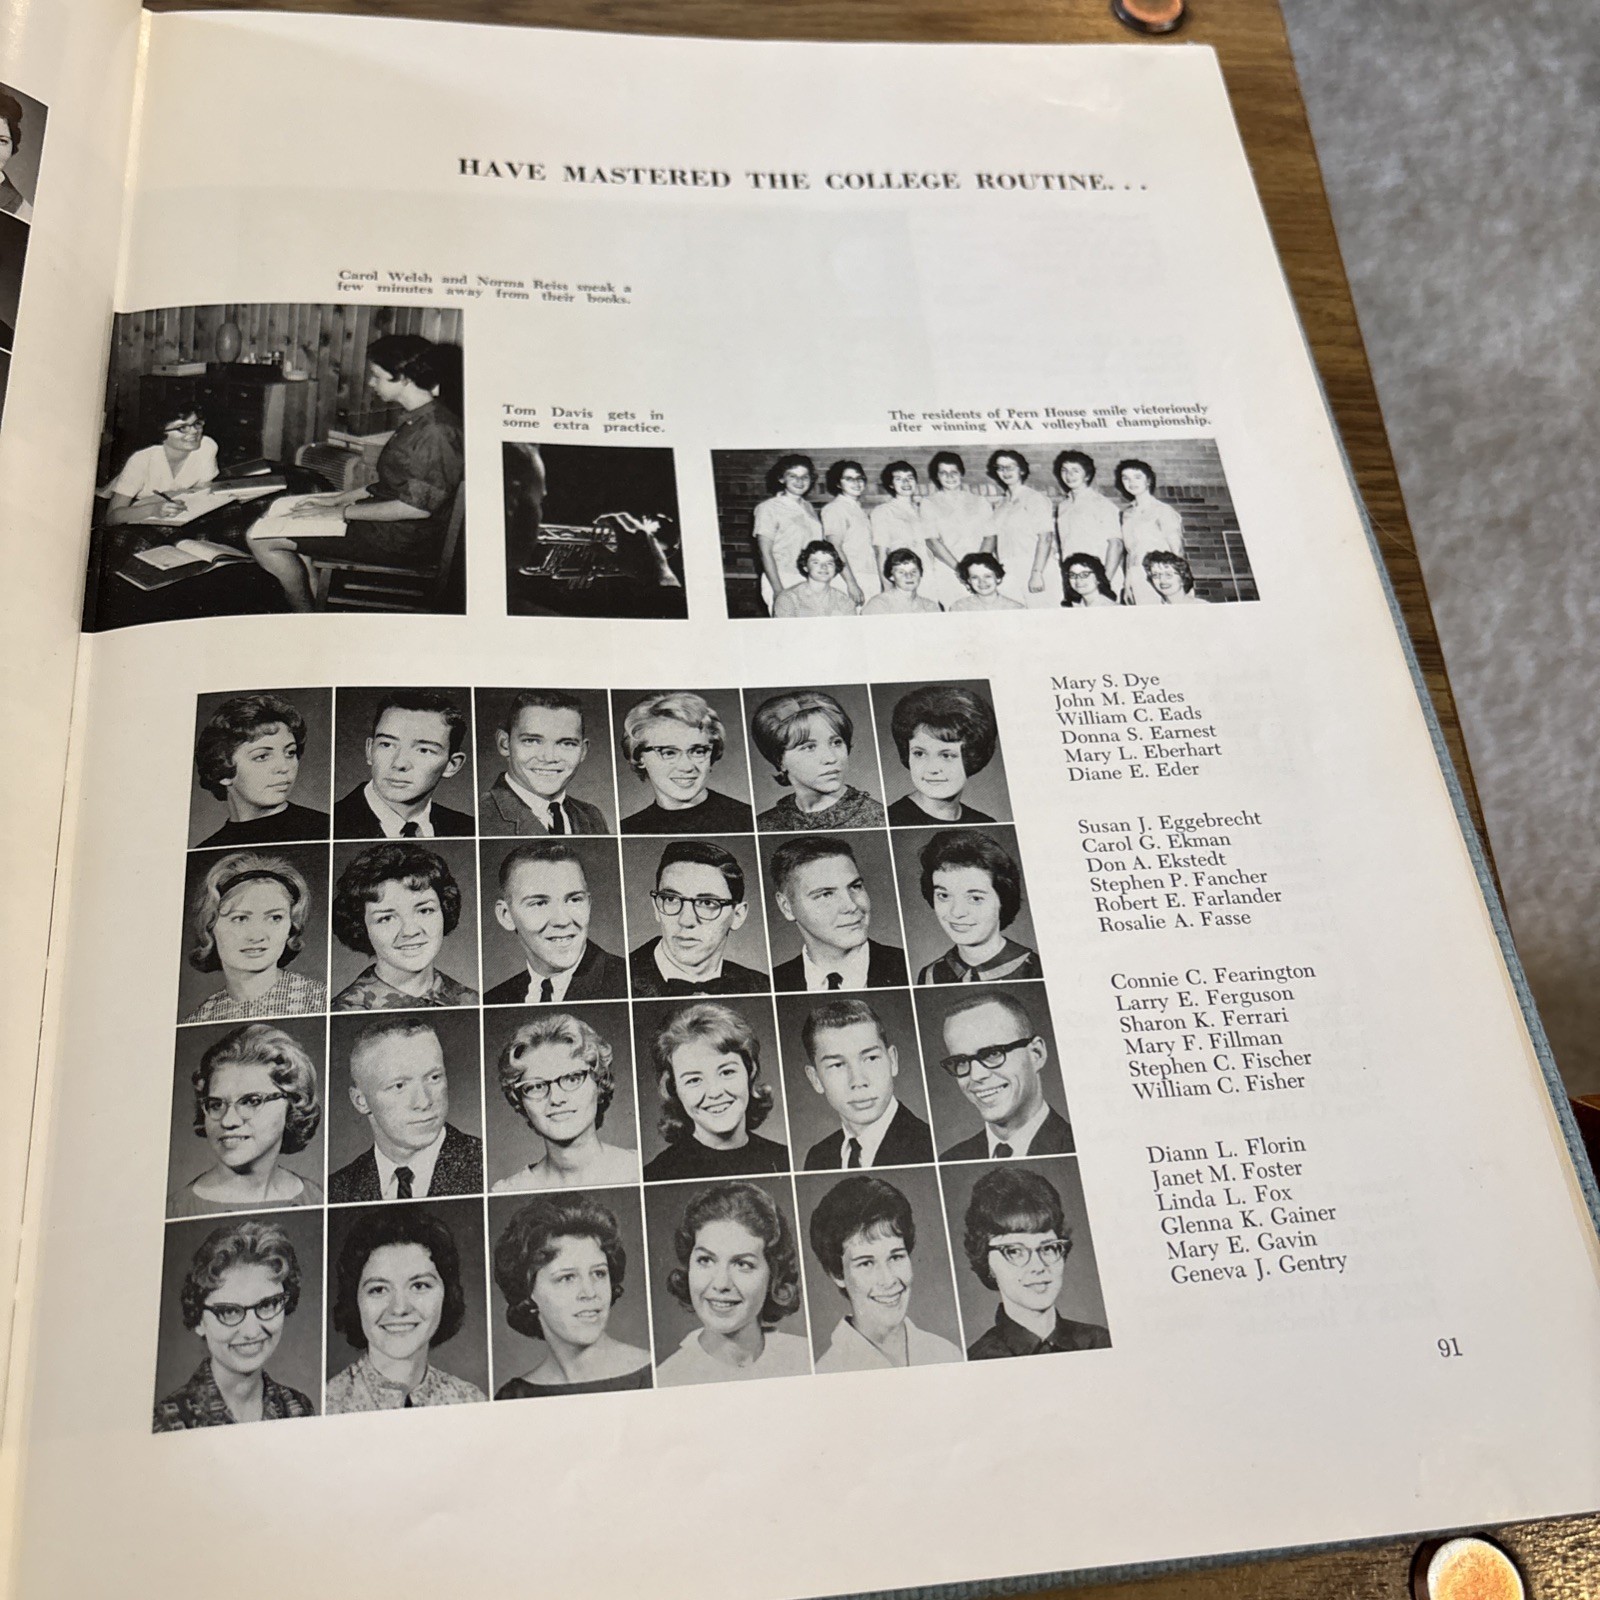 HAVE MASTERED THE COLLEGE ROUTINE. . .
Carol Welsh and Norma Reiss sneak a
few minutes away from their books.
Tom Davis gets in
some extra practice.
The residents of Pern House smile victoriously
after winning WAA volleyball championship.
Mary S. Dye
John M. Eades
William C. Eads
Donna S. Earnest
Mary L. Eberhart
Diane E. Eder
Susan J. Eggebrecht
Carol G. Ekman
Don A. Ekstedt
Stephen P. Fancher
Robert E. Farlander
Rosalie A. Fasse
Connie C. Fearington
Larry E. Ferguson
Sharon K. Ferrari
Mary F. Fillman
Stephen C. Fischer
William C. Fisher
Diann L. Florin
Janet M. Foster
Linda L. Fox
Glenna K. Gainer
Mary E. Gavin
Geneva J. Gentry
91